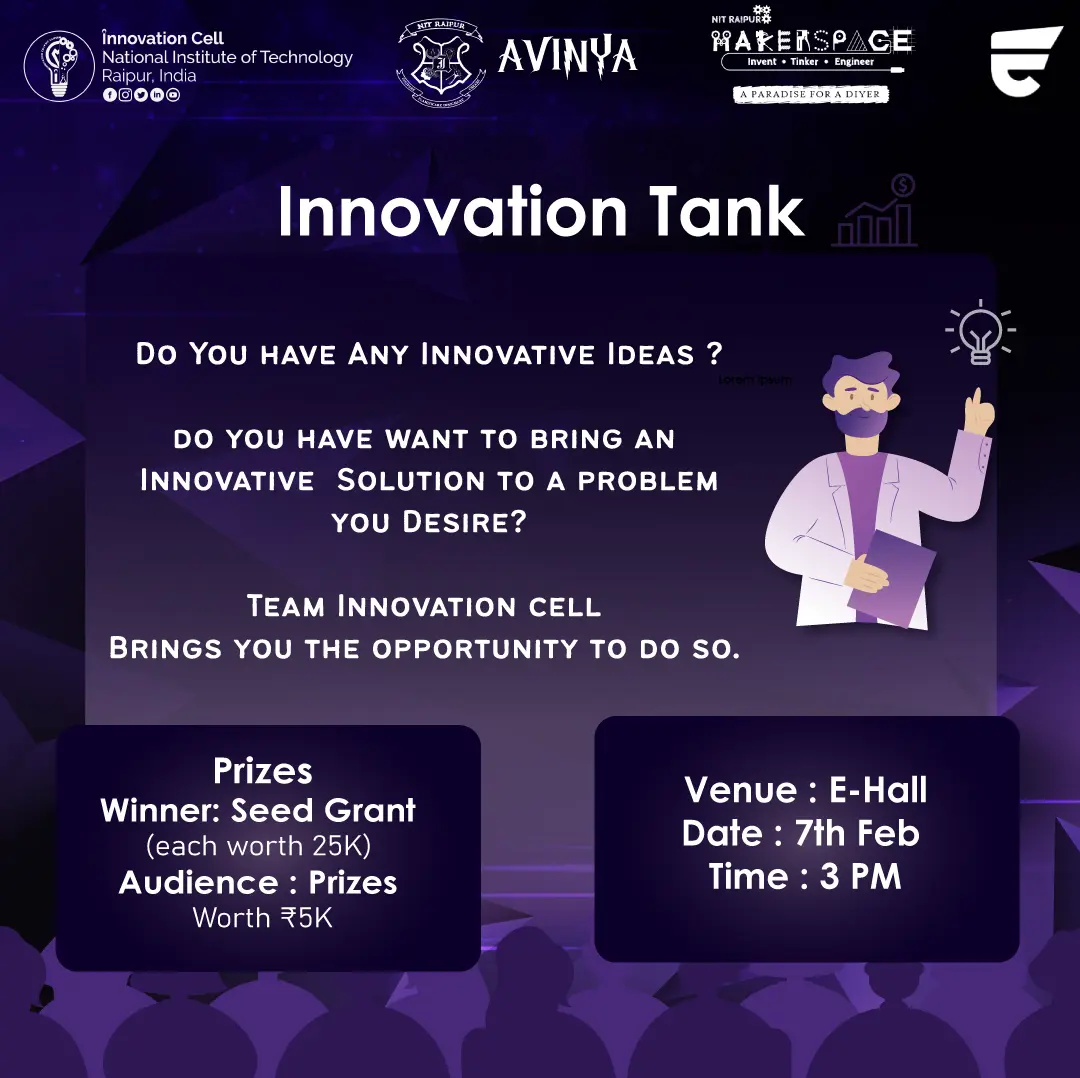 Innovation Cell
National Institute of Technology
Raipur, India
NIT RAIPUR
AVINYA
NIT RAIPUR
MAKERSPACE
Invent • Tinker • Engineer
A PARADISE FOR A DIYER
Innovation Tank
Do You have Any Innovative Ideas ?
Lorem ipsum
do you have want to bring an
Innovative Solution to a problem
you Desire?
Team Innovation cell
Brings you the opportunity to do so.
Prizes
Winner: Seed Grant
(each worth 25K)
Audience : Prizes
Worth ₹5K
Venue : E-Hall
Date : 7th Feb
Time : 3 PM